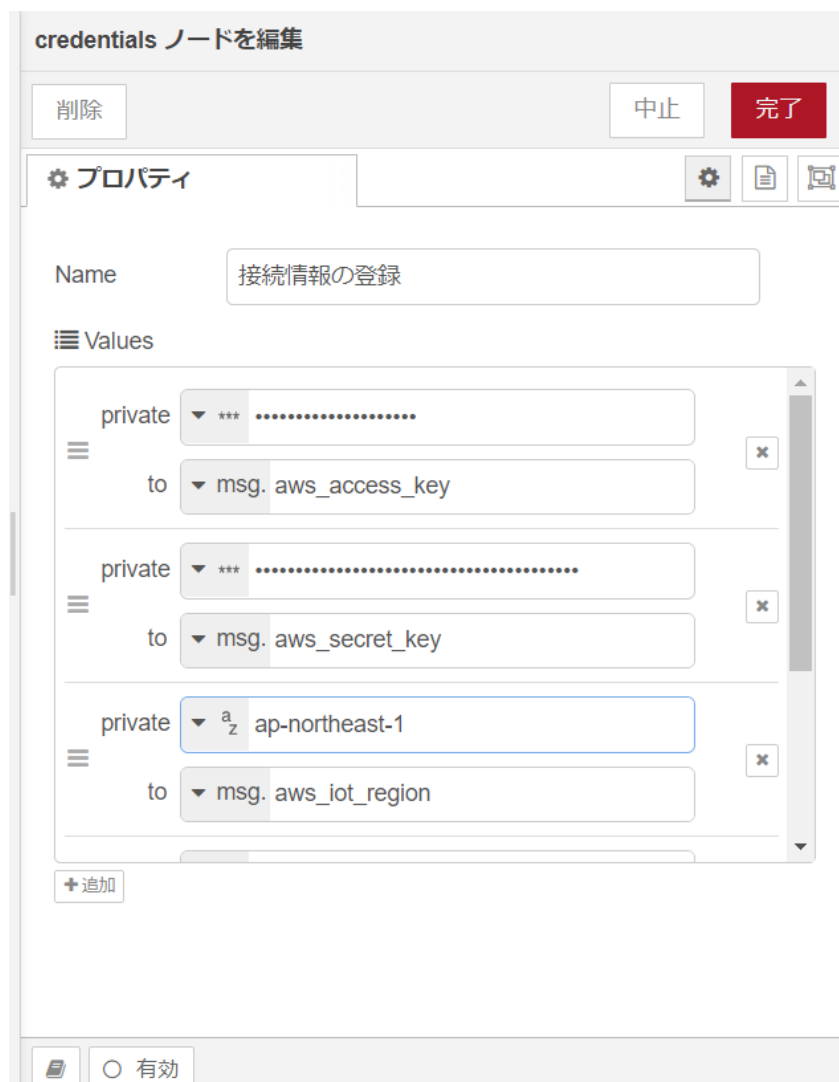 credentials ノードを編集
削除
中止
完了
プロパティ
Name
接続情報の登録
Values
private
*** ••••••••••••••••••••
to
msg. aws_access_key
private
*** ••••••••••••••••••••••••••••••••••••••••
to
msg. aws_secret_key
private
az ap-northeast-1
to
msg. aws_iot_region
+追加
有効